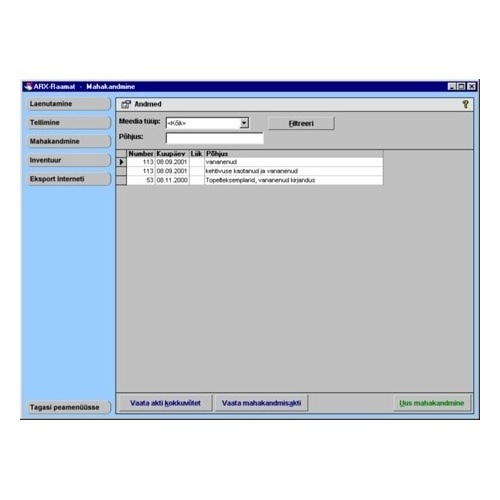 ARX-Raamat - Mahakandmine
Laenutamine
Tellimine
Mahakandmine
Inventuur
Eksport Interneti
Tagasi peamenüüsse
Andmed ?
Meedia tüüp: <Kõik> Filtreeri
Põhjus:
Number Kuupäev Liik Põhjus
113 08.09.2001 vananenud
113 08.09.2001 kehtivuse kaotanud ja vananenud
53 08.11.2000 Topelteksemplarid, vananenud kirjandus
Vaata akti kokkuvõtet Vaata mahakandmisakti Uus mahakandmine